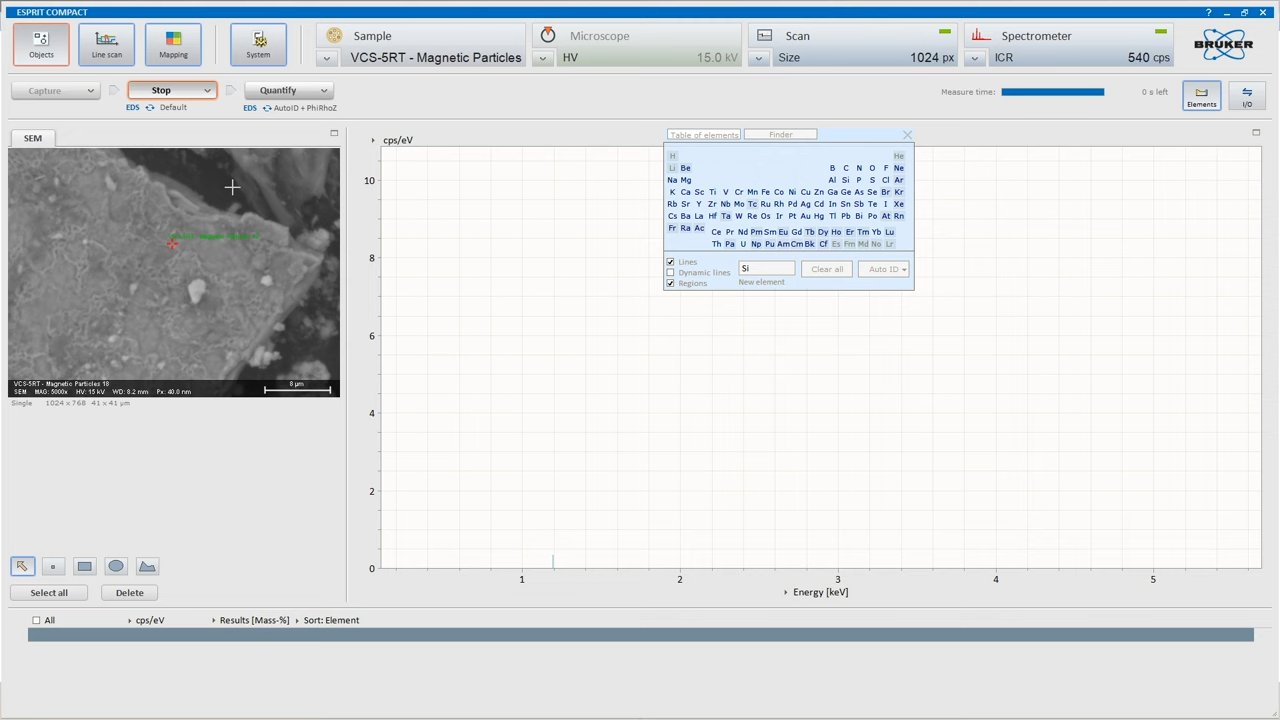 ESPRIT COMPACT
Objects
Line scan
Mapping
System
Sample
VCS-5RT - Magnetic Particles
Microscope
HV 15.0 kV
Scan
Size 1024 px
Spectrometer
ICR 540 cps
BRUKER
Capture
Stop
Quantify
EDS Default
EDS AutoID + PhiRhoZ
Measure time: 0 s left
Elements
I/O
SEM
VCS-5RT - Magnetic Particles 18
SEM MAG: 5000x HV: 15 kV WD: 8.2 mm Px: 40.0 nm
8 µm
Single 1024 x 768 41 x 41 µm
Select all
Delete
cps/eV
10
8
6
4
2
0
1 2 3 4 5
Energy [keV]
Table of elements
Finder
H He
Li Be B C N O F Ne
Na Mg Al Si P S Cl Ar
K Ca Sc Ti V Cr Mn Fe Co Ni Cu Zn Ga Ge As Se Br Kr
Rb Sr Y Zr Nb Mo Tc Ru Rh Pd Ag Cd In Sn Sb Te I Xe
Cs Ba La Hf Ta W Re Os Ir Pt Au Hg Tl Pb Bi Po At Rn
Fr Ra Ac Ce Pr Nd Pm Sm Eu Gd Tb Dy Ho Er Tm Yb Lu
Th Pa U Np Pu Am Cm Bk Cf Es Fm Md No Lr
Lines
Dynamic lines
Regions
Si
New element
Clear all
Auto ID
All cps/eV Results [Mass-%] Sort: Element